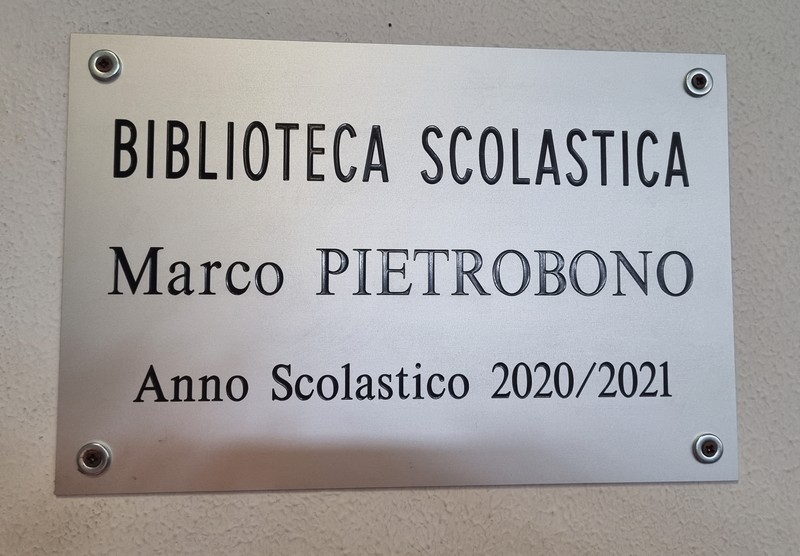 BIBLIOTECA SCOLASTICA
Marco PIETROBONO
Anno Scolastico 2020/2021